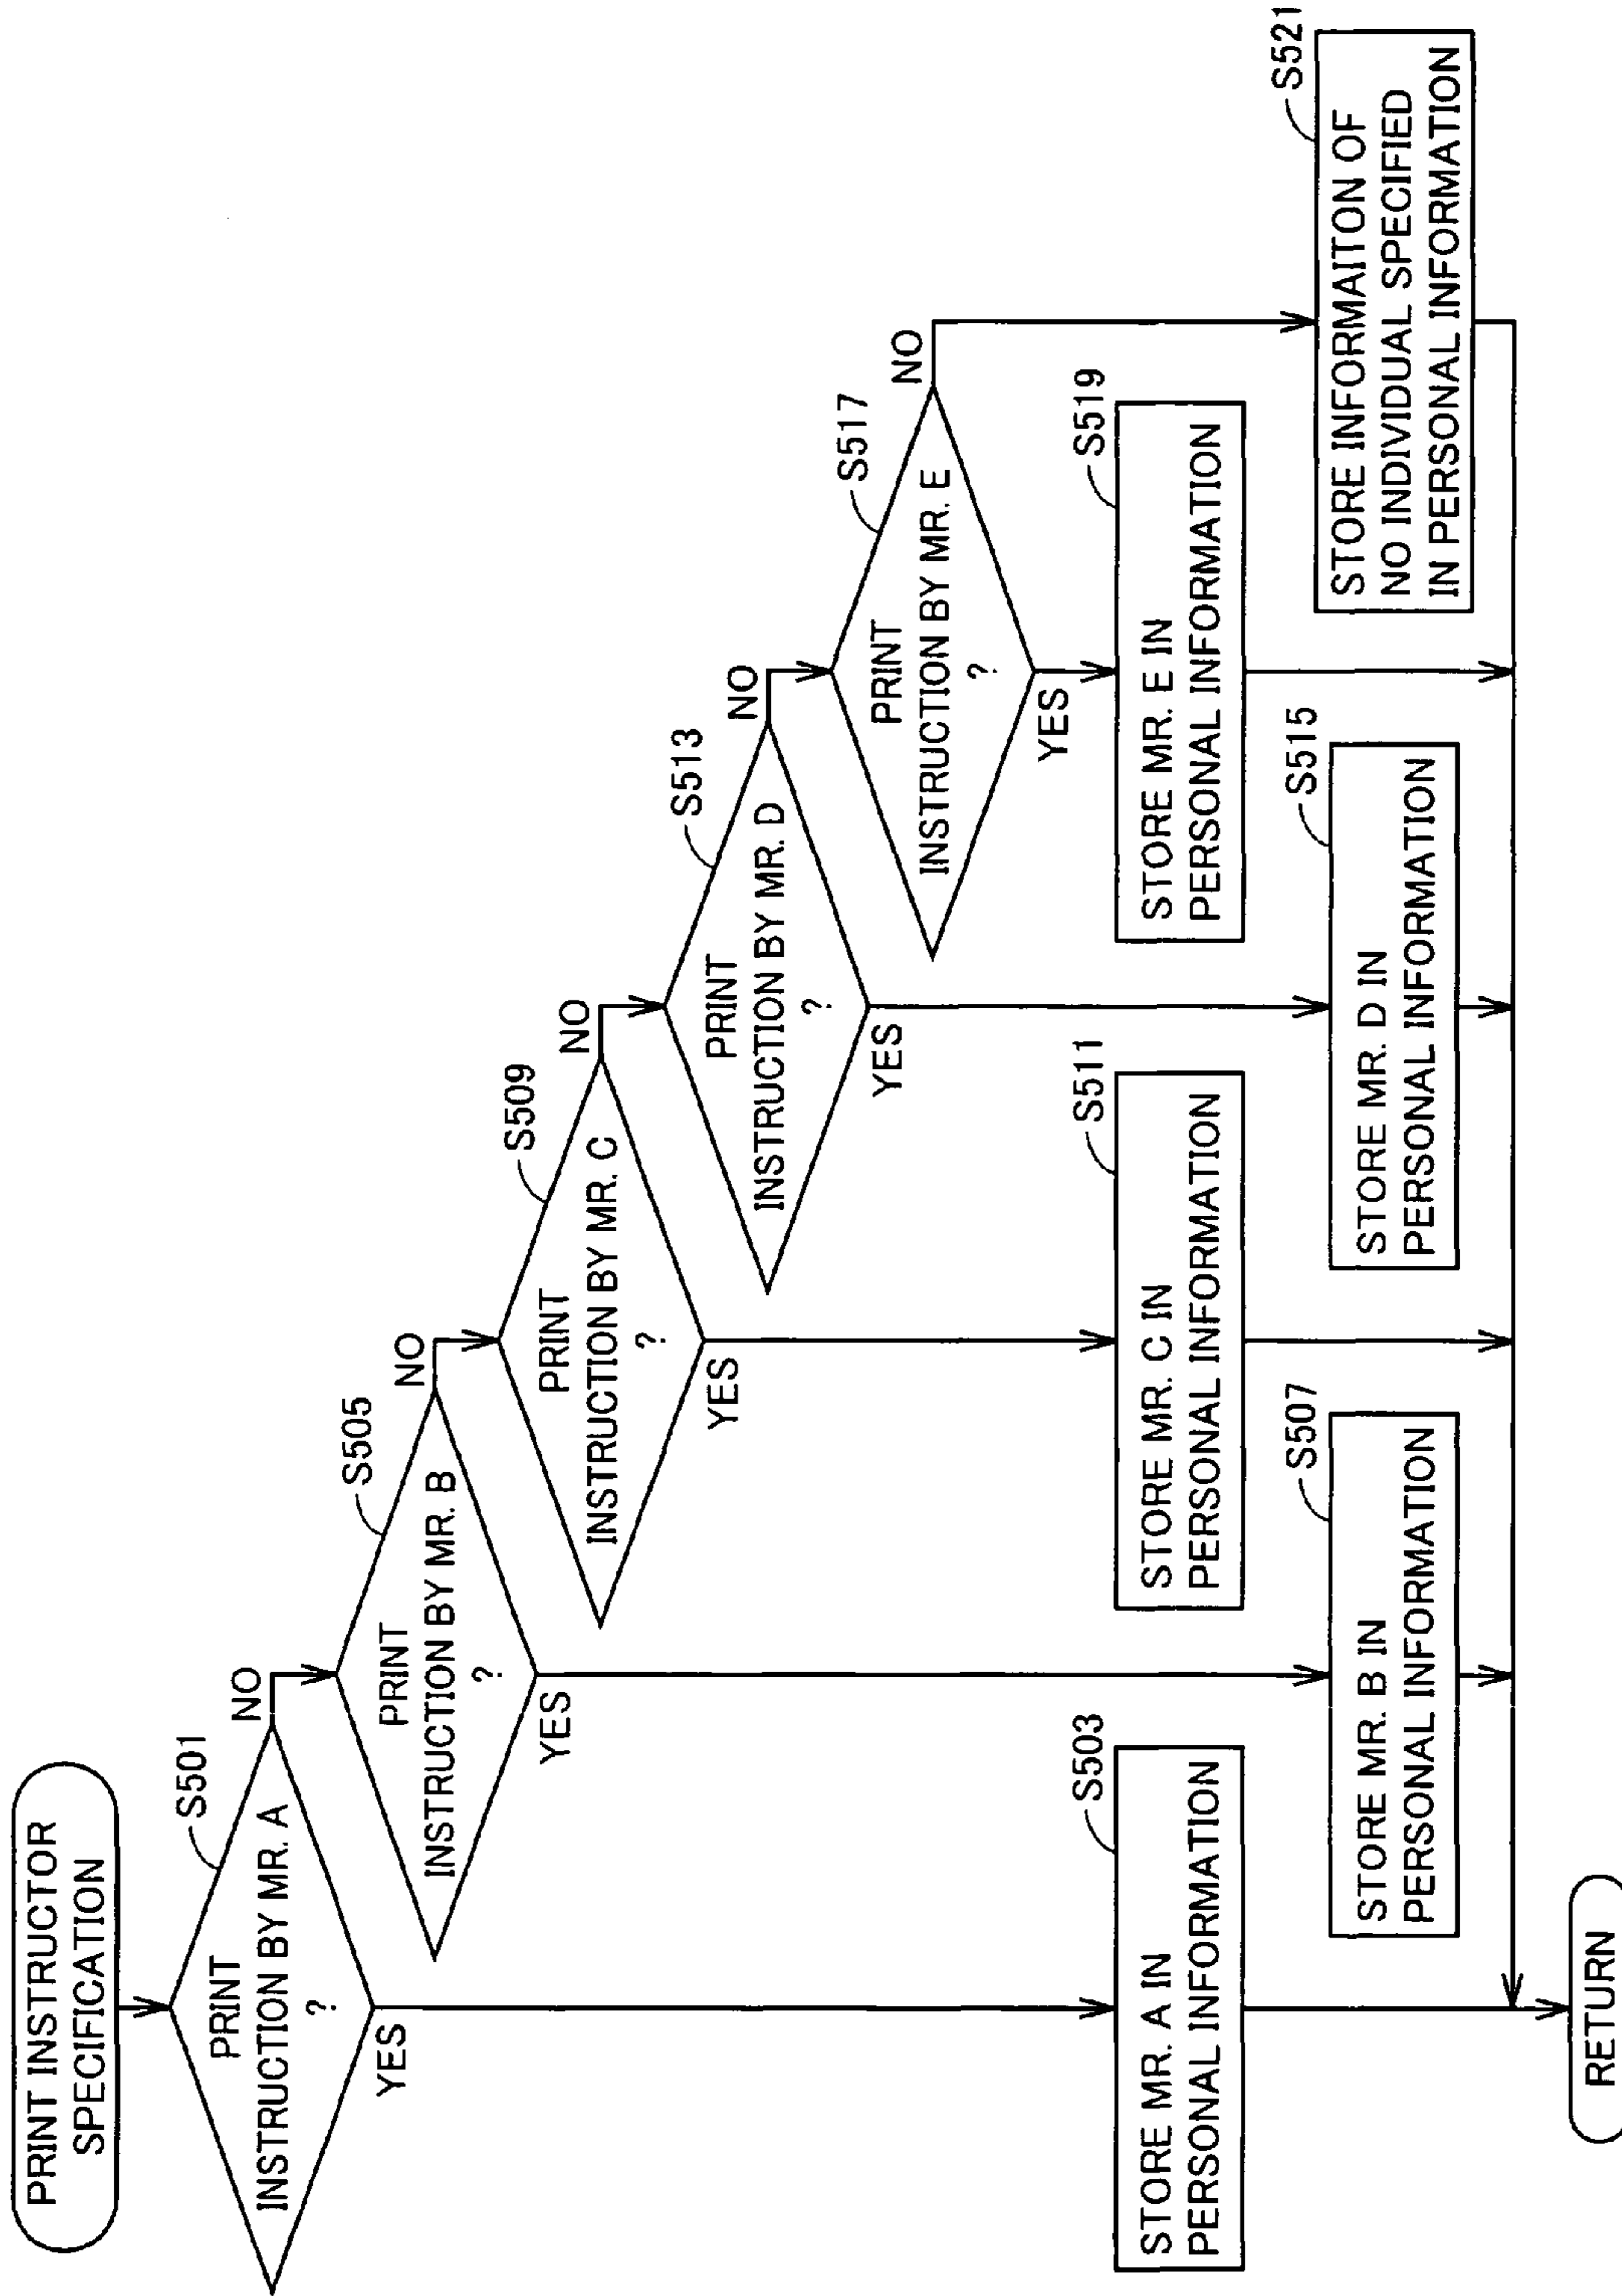 PRINT INSTRUCTOR
SPECIFICATION
S501
PRINT
INSTRUCTION BY MR. A
?
NO
YES
S503
STORE MR. A IN
PERSONAL INFORMATION
S505
PRINT
INSTRUCTION BY MR. B
?
NO
YES
S507
STORE MR. B IN
PERSONAL INFORMATION
S509
PRINT
INSTRUCTION BY MR. C
?
NO
YES
S511
STORE MR. C IN
PERSONAL INFORMATION
S513
PRINT
INSTRUCTION BY MR. D
?
NO
YES
S515
STORE MR. D IN
PERSONAL INFORMATION
S517
PRINT
INSTRUCTION BY MR. E
?
NO
YES
S519
STORE MR. E IN
PERSONAL INFORMATION
S521
STORE INFORMAITON OF
NO INDIVIDUAL SPECIFIED
IN PERSONAL INFORMATION
RETURN